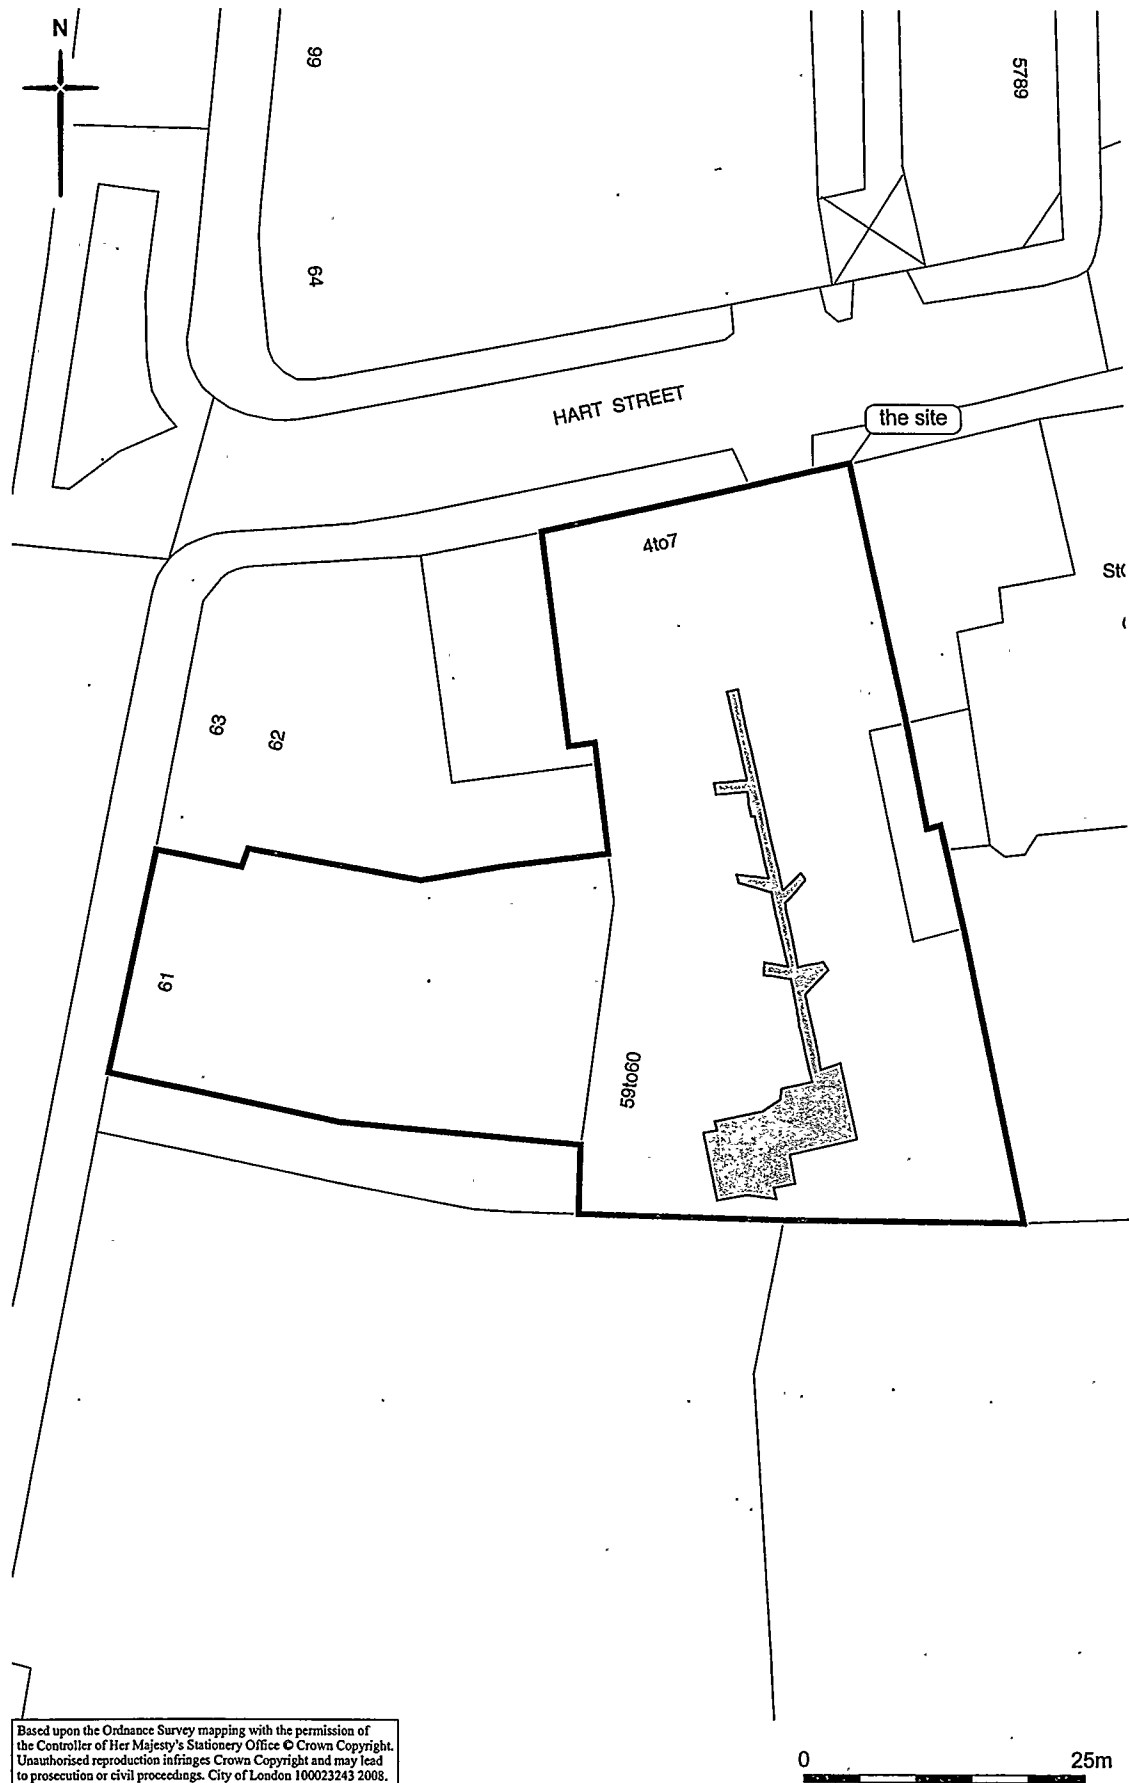 N
66
5789
64
HART STREET
the site
4to7
St
63
62
61
59to60
Based upon the Ordnance Survey mapping with the permission of
the Controller of Her Majesty's Stationery Office © Crown Copyright.
Unauthorised reproduction infringes Crown Copyright and may lead
to prosecution or civil proceedings. City of London 100023243 2008.
0 25m